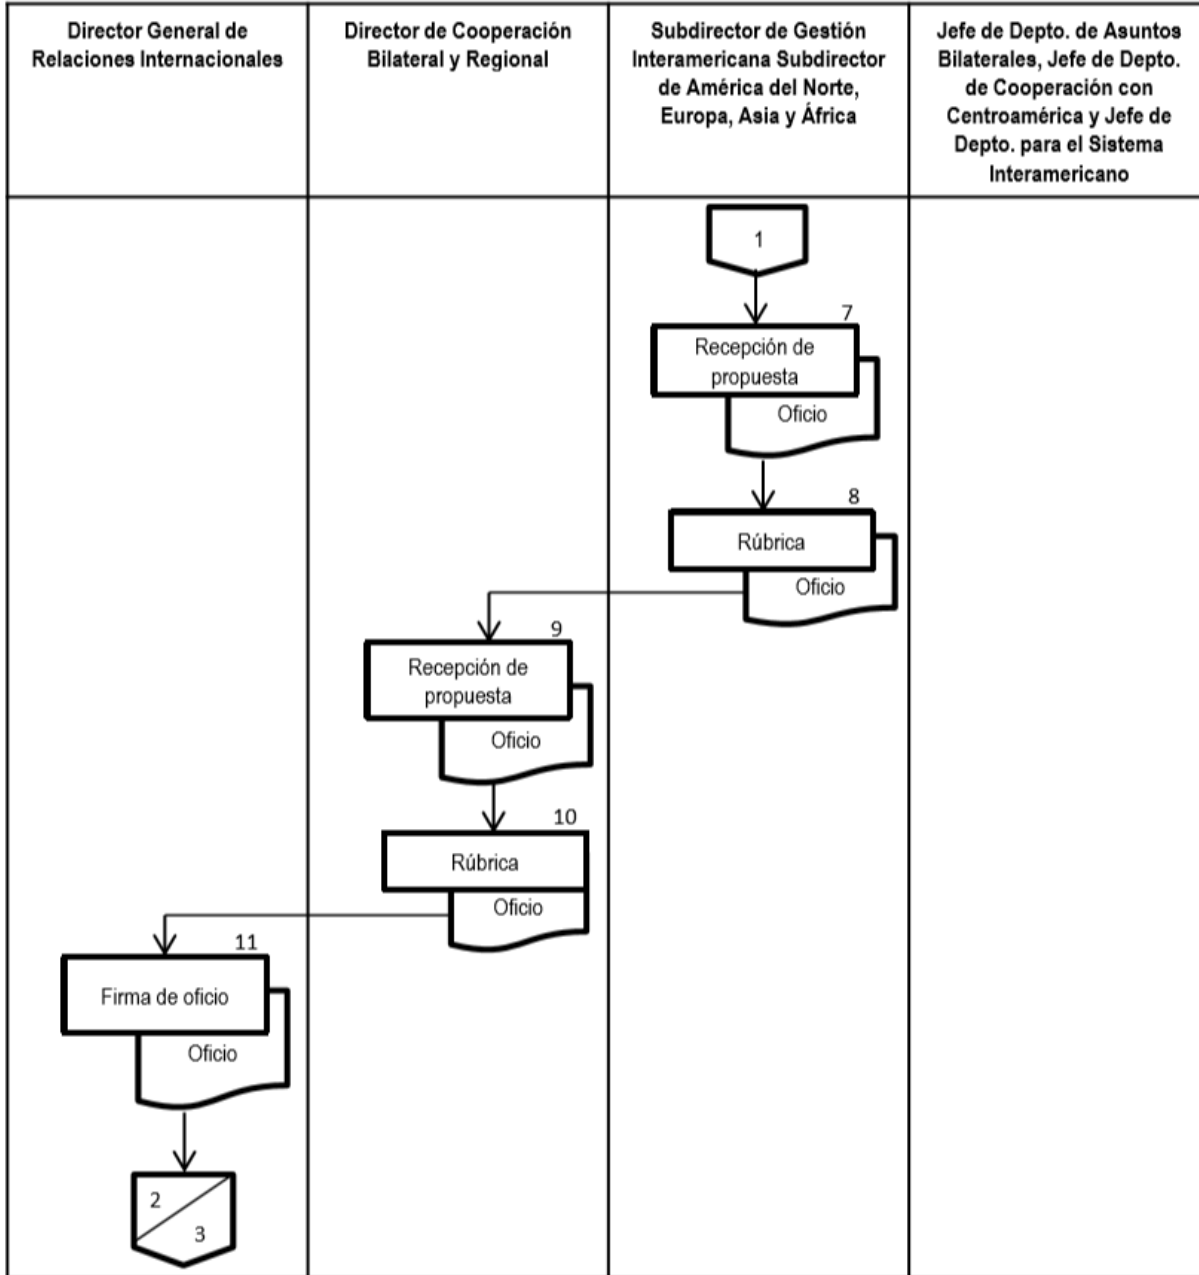 Director General de
Relaciones Internacionales
Director de Cooperación
Bilateral y Regional
Subdirector de Gestión
Interamericana Subdirector
de América del Norte,
Europa, Asia y África
Jefe de Depto. de Asuntos
Bilaterales, Jefe de Depto.
de Cooperación con
Centroamérica y Jefe de
Depto. para el Sistema
Interamericano
1
7
Recepción de
propuesta
Oficio
8
Rúbrica
Oficio
9
Recepción de
propuesta
Oficio
10
Rúbrica
Oficio
11
Firma de oficio
Oficio
2
3